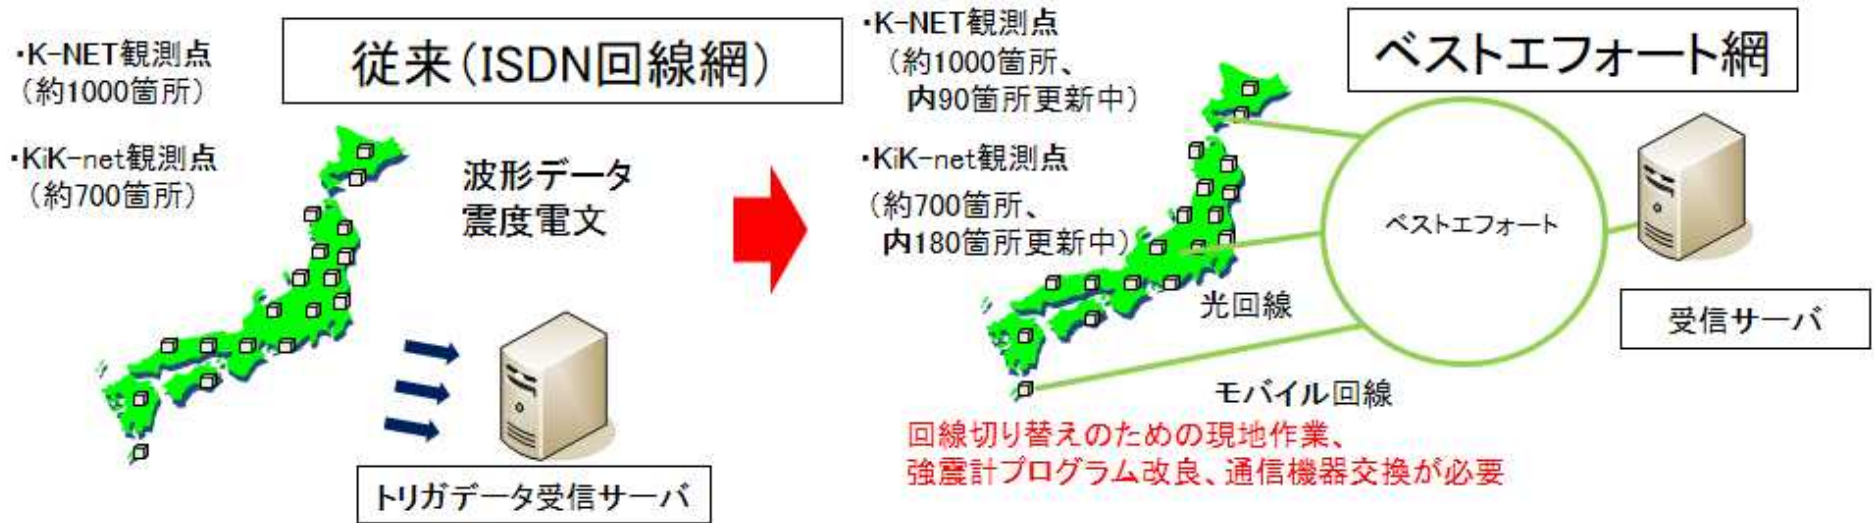 ・K-NET観測点
（約1000箇所）
従来（ISDN回線網）
・KiK-net観測点
（約700箇所）
波形データ
震度電文
トリガデータ受信サーバ
・K-NET観測点
（約1000箇所、
内90箇所更新中）
ベストエフォート網
・KiK-net観測点
（約700箇所、
内180箇所更新中）
ベストエフォート
光回線
受信サーバ
モバイル回線
回線切り替えのための現地作業、
強震計プログラム改良、通信機器交換が必要